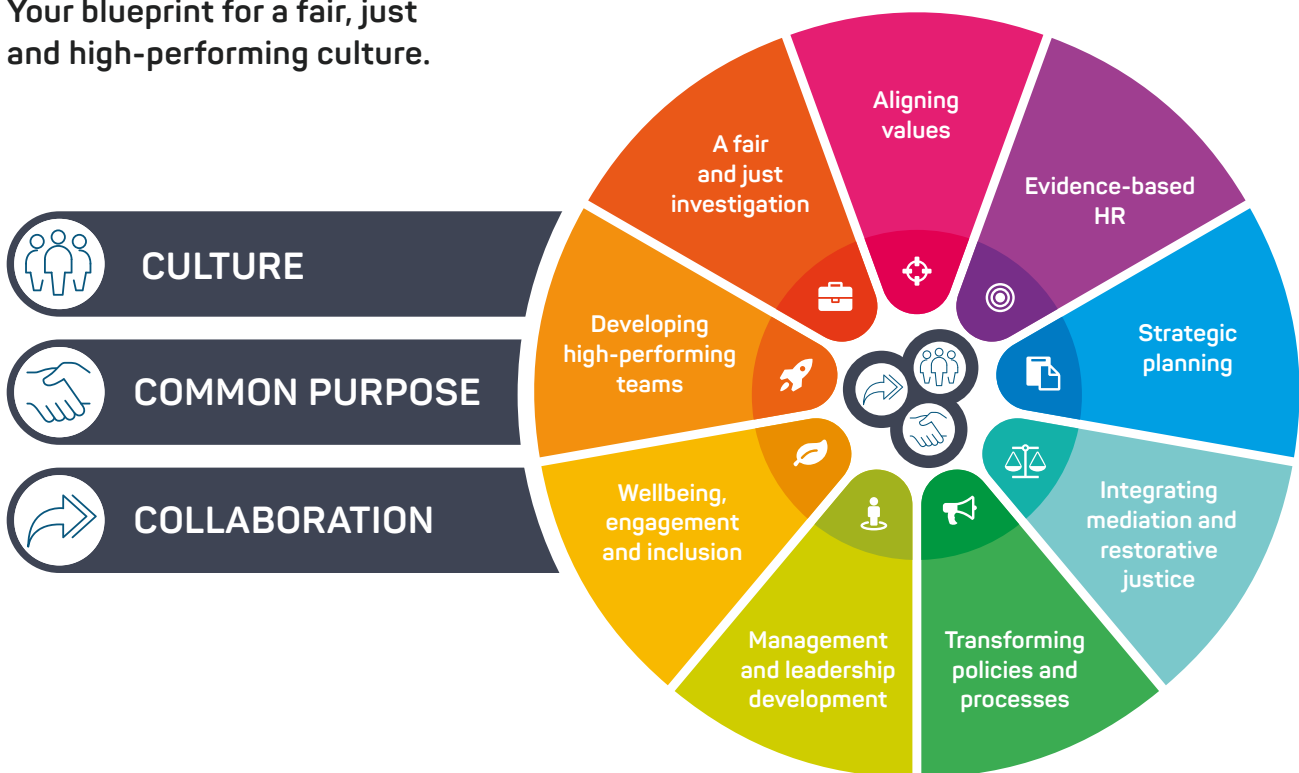 Your blueprint for a fair, just
and high-performing culture.
CULTURE
COMMON PURPOSE
COLLABORATION
Aligning
values
Evidence-based
HR
Strategic
planning
Integrating
mediation and
restorative
justice
Transforming
policies and
processes
Management
and leadership
development
Wellbeing,
engagement
and inclusion
Developing
high-performing
teams
A fair
and just
investigation